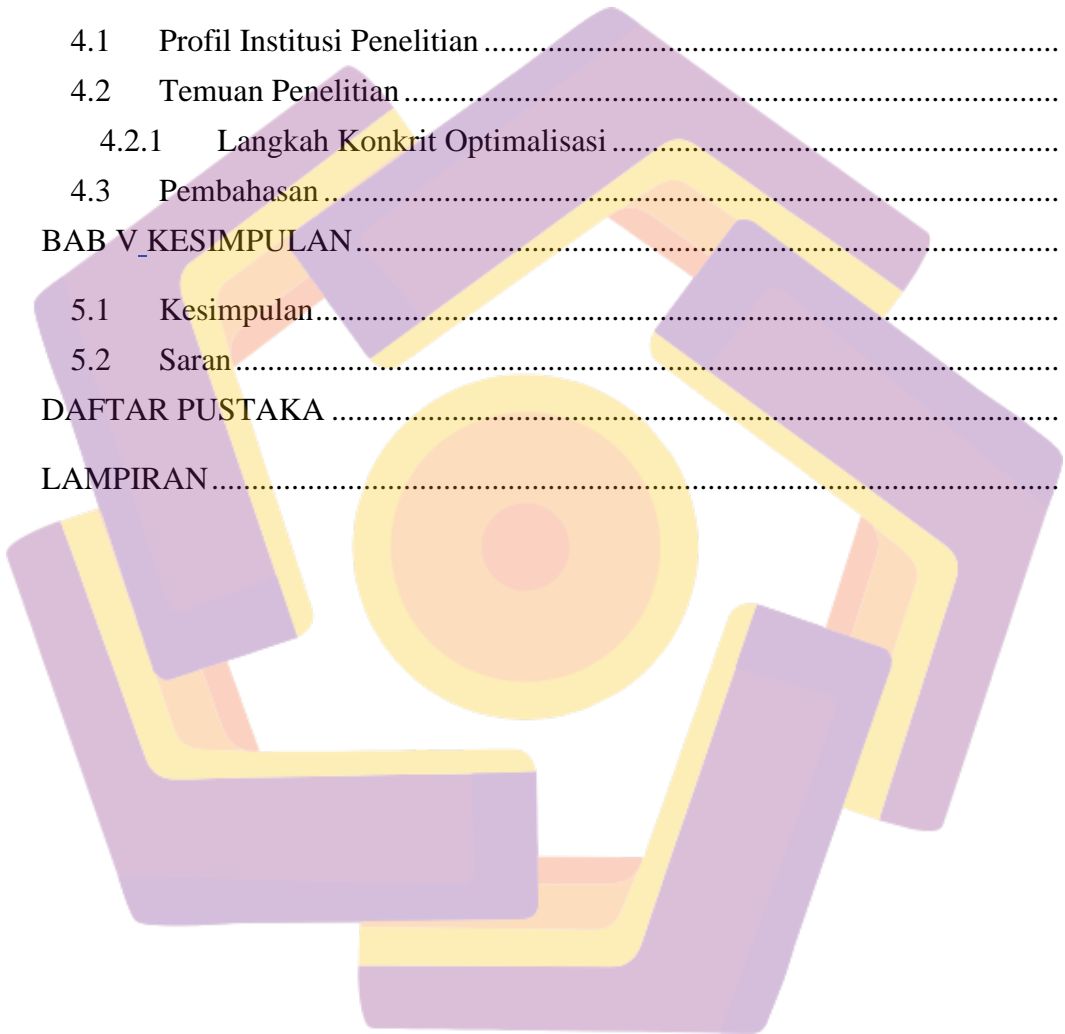 4.1 Profil Institusi Penelitian ........................................................................
4.2 Temuan Penelitian ..................................................................................
4.2.1 Langkah Konkrit Optimalisasi ........................................................
4.3 Pembahasan ............................................................................................
BAB V KESIMPULAN ........................................................................................
5.1 Kesimpulan .............................................................................................
5.2 Saran .......................................................................................................
DAFTAR PUSTAKA ...........................................................................................
LAMPIRAN .........................................................................................................